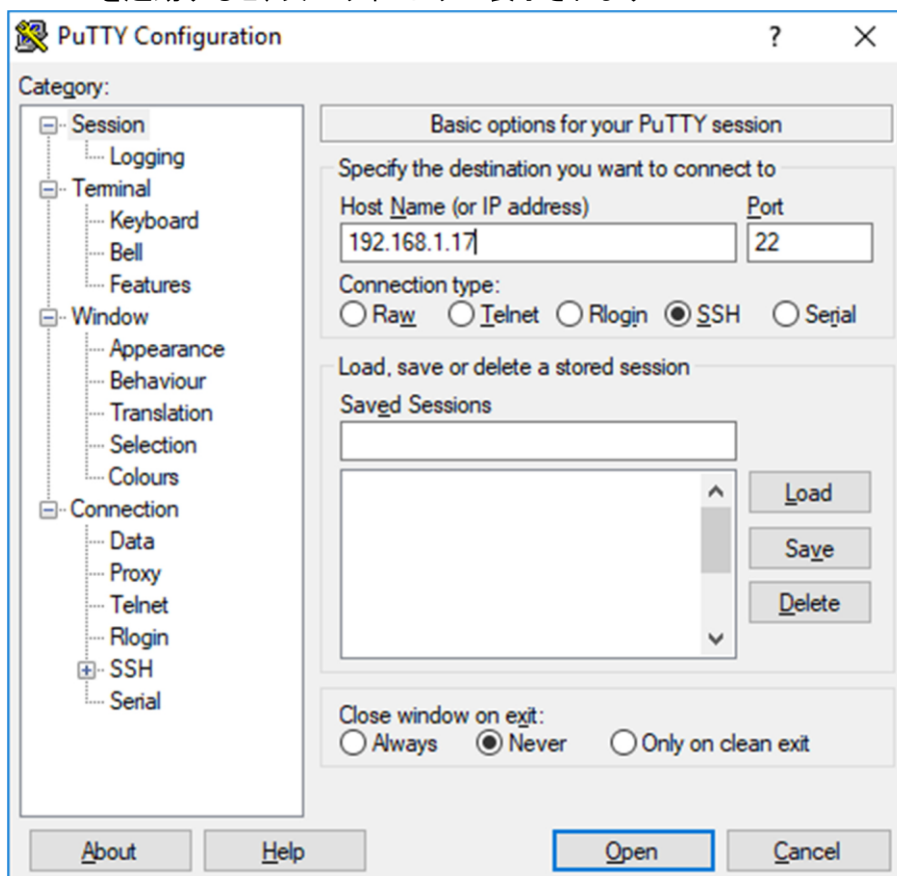 PuTTY Configuration ? ×
Category:
Session
Logging
Terminal
Keyboard
Bell
Features
Window
Appearance
Behaviour
Translation
Selection
Colours
Connection
Data
Proxy
Telnet
Rlogin
SSH
Serial
Basic options for your PuTTY session
Specify the destination you want to connect to
Host Name (or IP address) Port
192.168.1.17 22
Connection type:
Raw Telnet Rlogin SSH Serial
Load, save or delete a stored session
Saved Sessions
Load
Save
Delete
Close window on exit:
Always Never Only on clean exit
About Help Open Cancel